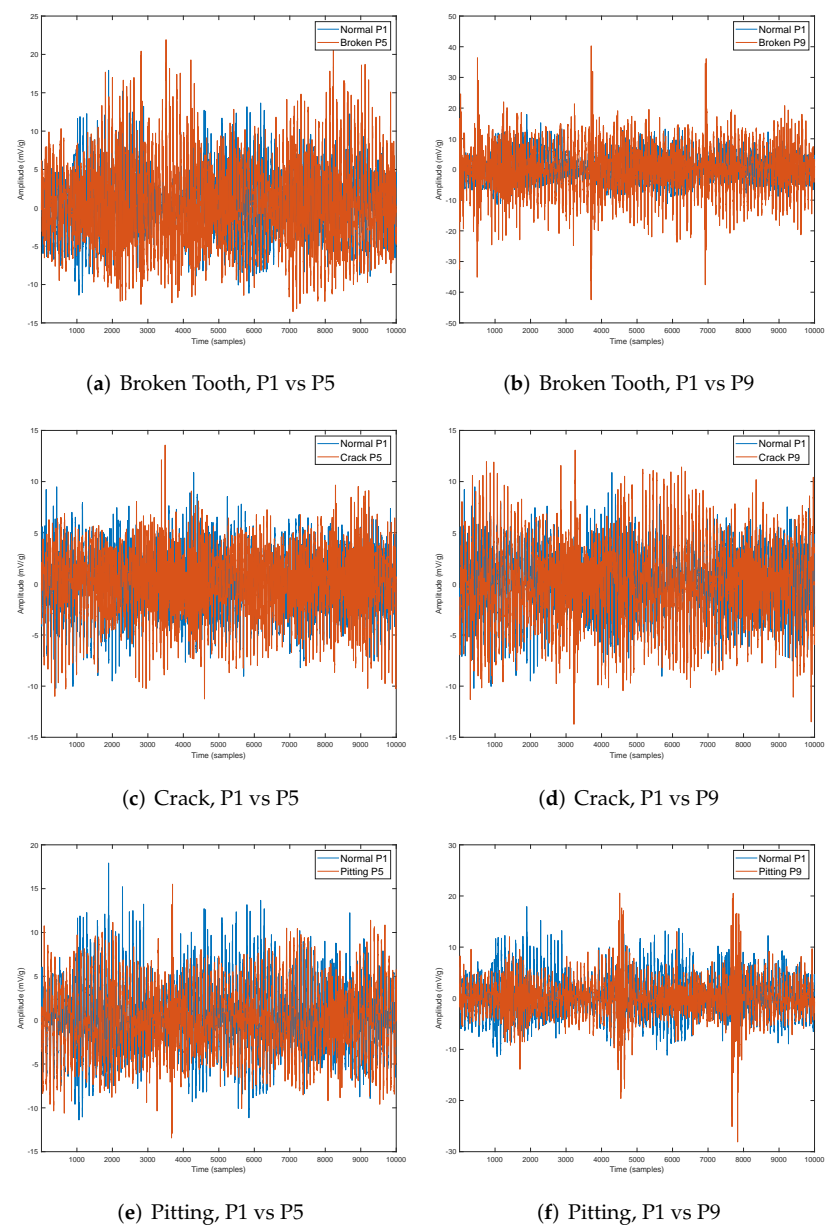 Normal P1
Broken P5
25
20
15
10
5
0
-5
-10
-15
Amplitude (mV/g)
1000 2000 3000 4000 5000 6000 7000 8000 9000 10000
Time (samples)
(a) Broken Tooth, P1 vs P5
Normal P1
Broken P9
50
40
30
20
10
0
-10
-20
-30
-40
-50
Amplitude (mV/g)
1000 2000 3000 4000 5000 6000 7000 8000 9000 10000
Time (samples)
(b) Broken Tooth, P1 vs P9
Normal P1
Crack P5
15
10
5
0
-5
-10
-15
Amplitude (mV/g)
1000 2000 3000 4000 5000 6000 7000 8000 9000 10000
Time (samples)
(c) Crack, P1 vs P5
Normal P1
Crack P9
15
10
5
0
-5
-10
-15
Amplitude (mV/g)
1000 2000 3000 4000 5000 6000 7000 8000 9000 10000
Time (samples)
(d) Crack, P1 vs P9
Normal P1
Pitting P5
20
15
10
5
0
-5
-10
-15
Amplitude (mV/g)
1000 2000 3000 4000 5000 6000 7000 8000 9000 10000
Time (samples)
(e) Pitting, P1 vs P5
Normal P1
Pitting P9
30
20
10
0
-10
-20
-30
Amplitude (mV/g)
1000 2000 3000 4000 5000 6000 7000 8000 9000 10000
Time (samples)
(f) Pitting, P1 vs P9